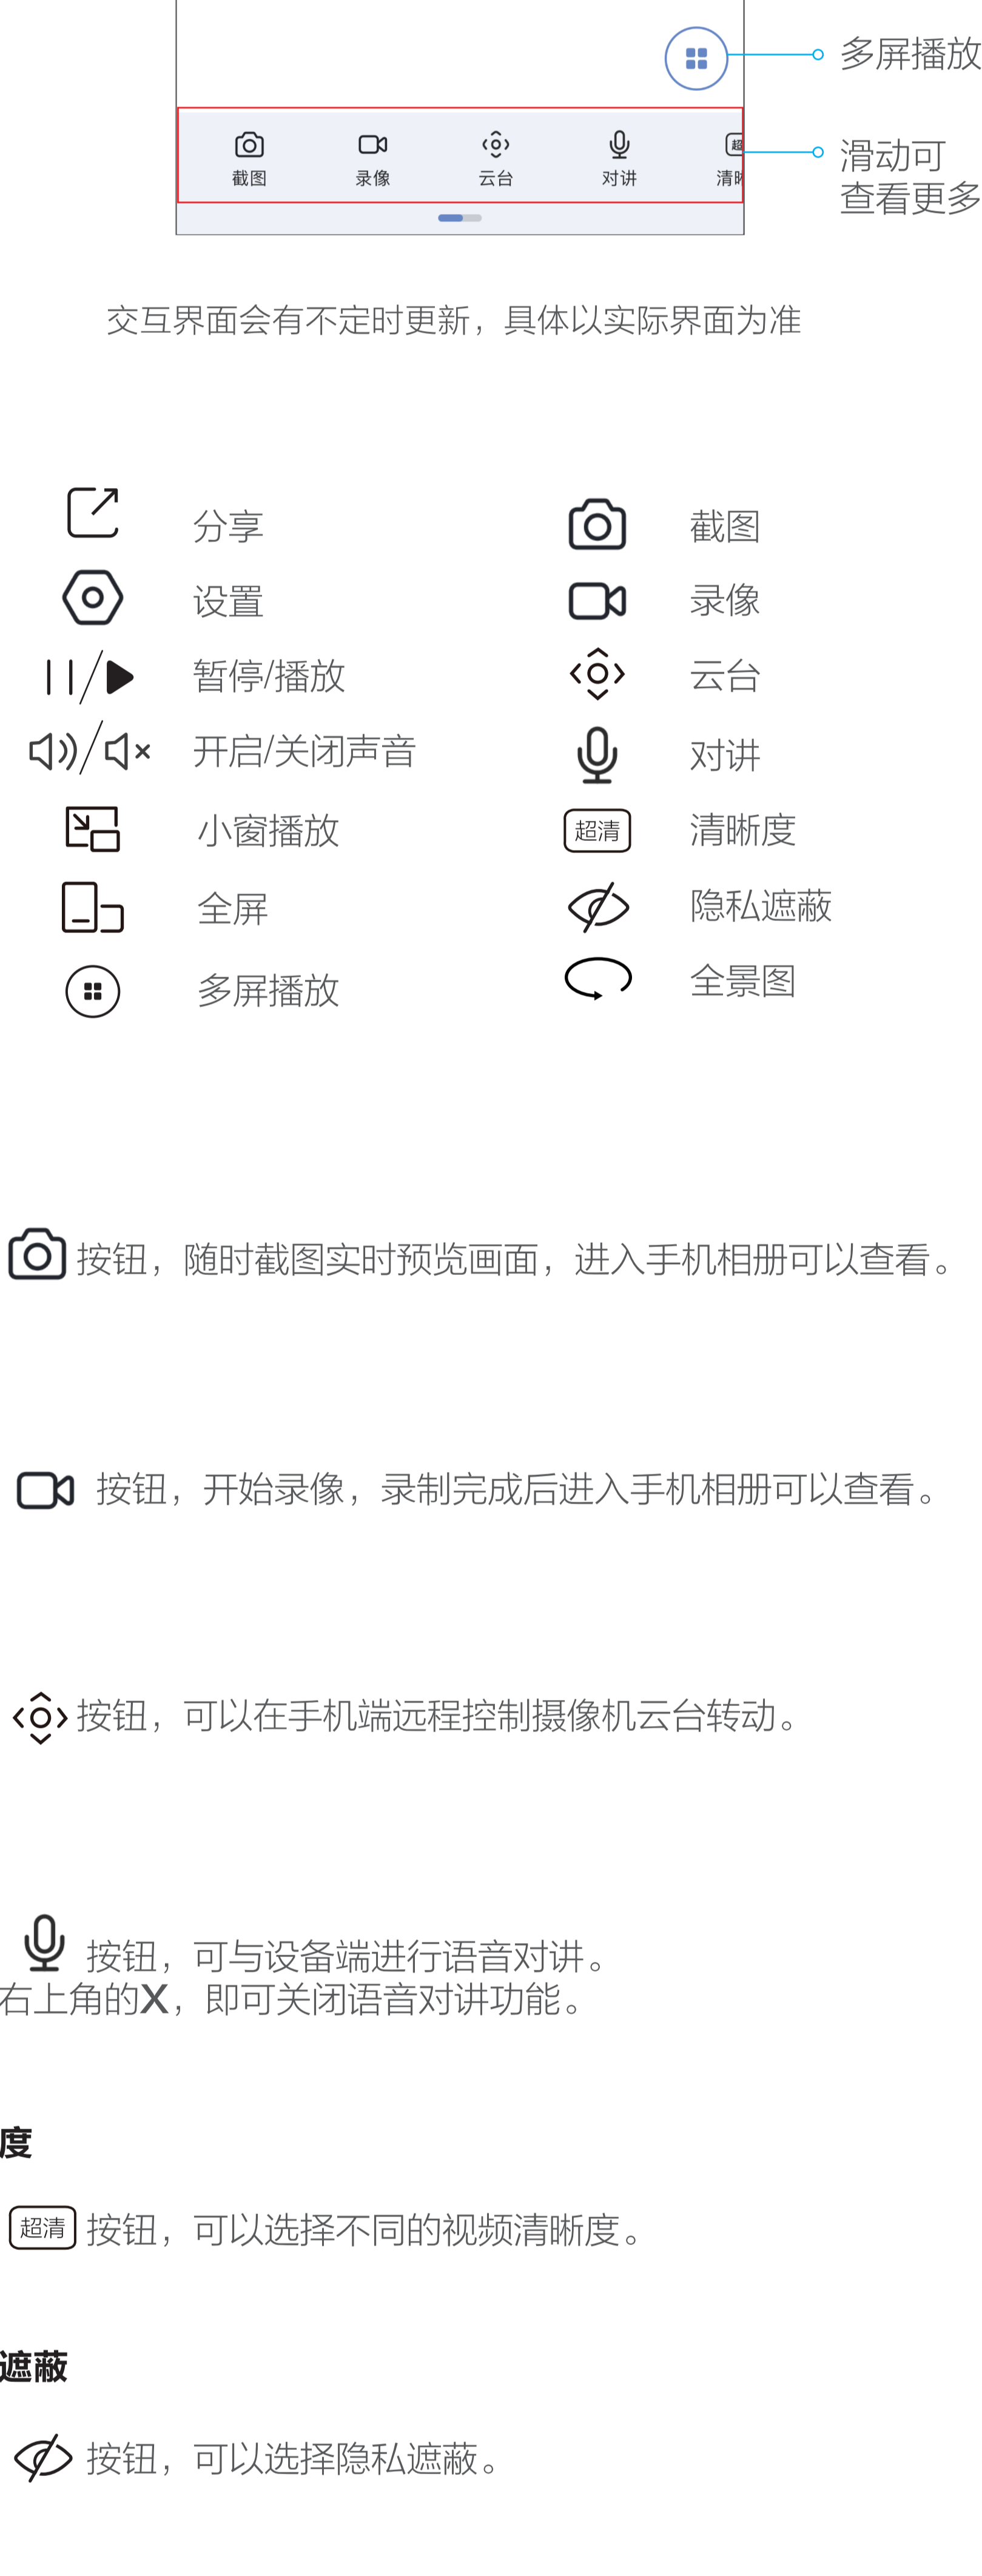 多屏播放
截图 录像 云台 对讲 清晰
滑动可
查看更多
交互界面会有不定时更新，具体以实际界面为准
分享 截图
设置 录像
暂停/播放 云台
开启/关闭声音 对讲
小窗播放 超清 清晰度
全屏 隐私遮蔽
多屏播放 全景图
按钮，随时截图实时预览画面，进入手机相册可以查看。
按钮，开始录像，录制完成后进入手机相册可以查看。
按钮，可以在手机端远程控制摄像机云台转动。
按钮，可与设备端进行语音对讲。
右上角的X，即可关闭语音对讲功能。
度
超清 按钮，可以选择不同的视频清晰度。
遮蔽
按钮，可以选择隐私遮蔽。